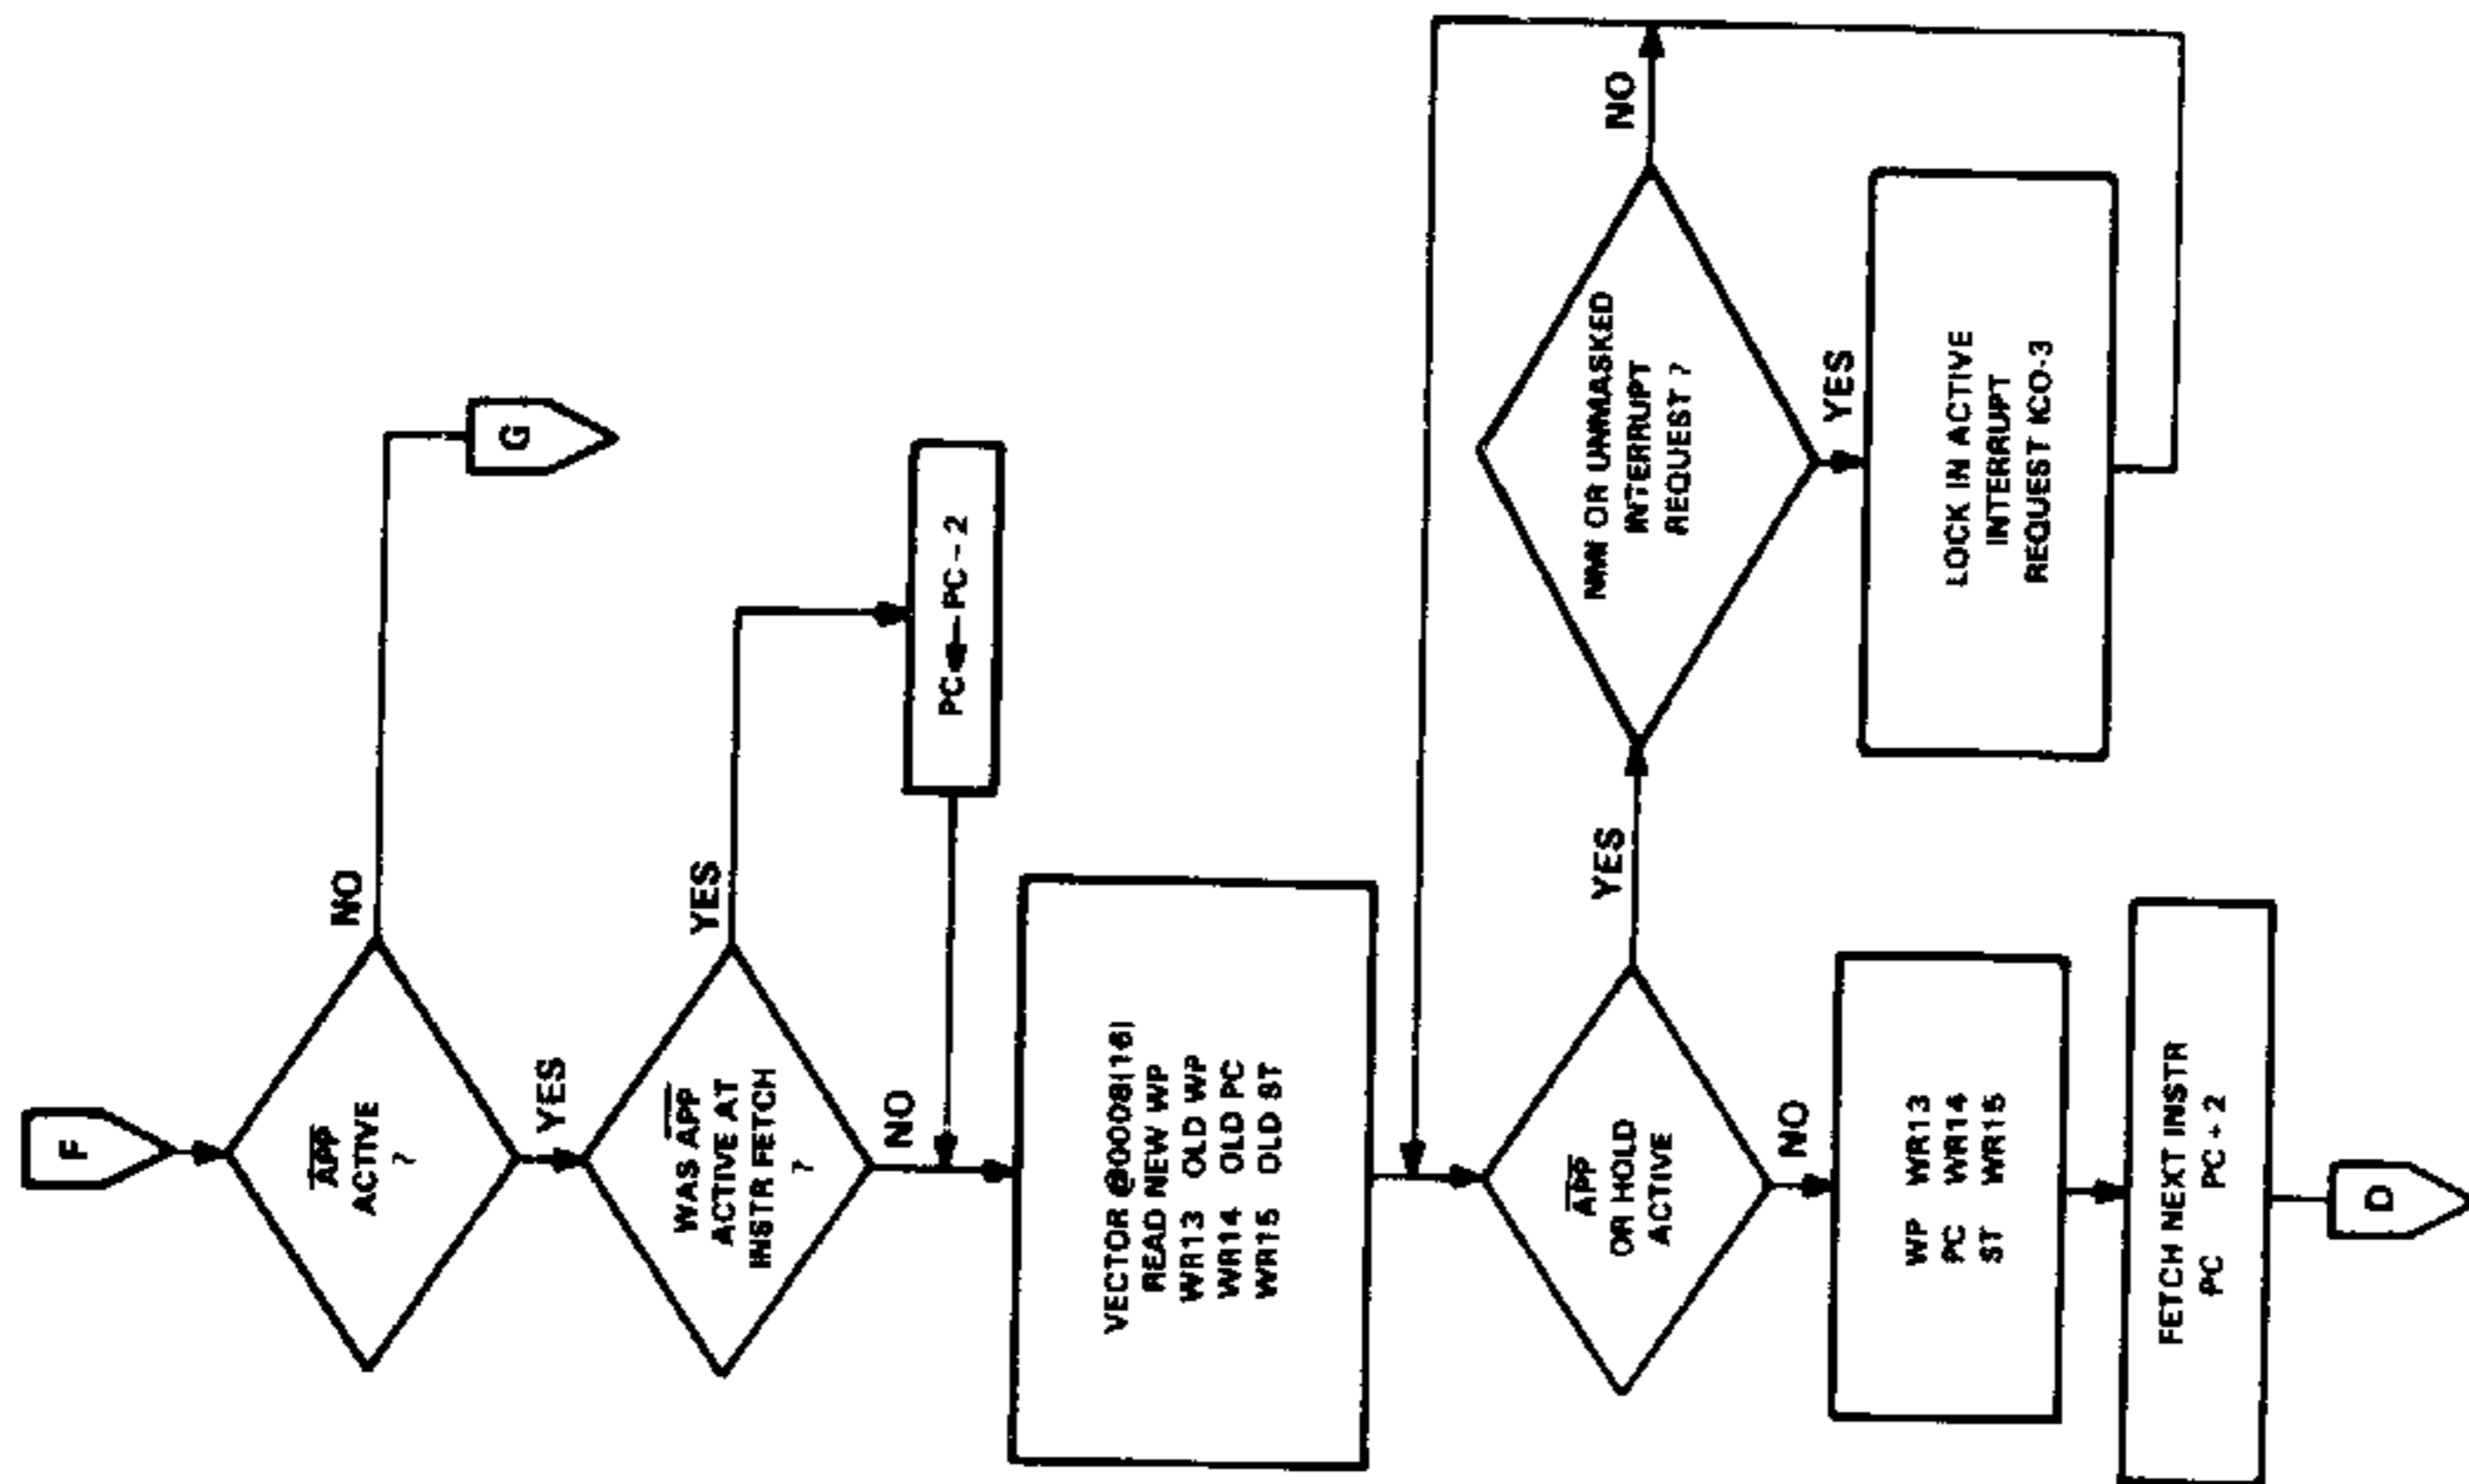 F
APP
ACTIVE
?
NO
G
YES
WAS APP
ACTIVE AT
INSTR FETCH
?
YES
PC ← PC - 2
NO
VECTOR @0008(16)
READ NEW WP
WR13 OLD WP
WR14 OLD PC
WR15 OLD ST
APP
OR HOLD
ACTIVE
YES
NMI OR UNMASKED
INTERRUPT
REQUEST?
NO
YES
LOCK IN ACTIVE
INTERRUPT
REQUEST IC0-3
NO
WP WR13
PC WR14
ST WR15
FETCH NEXT INSTR
PC PC + 2
D